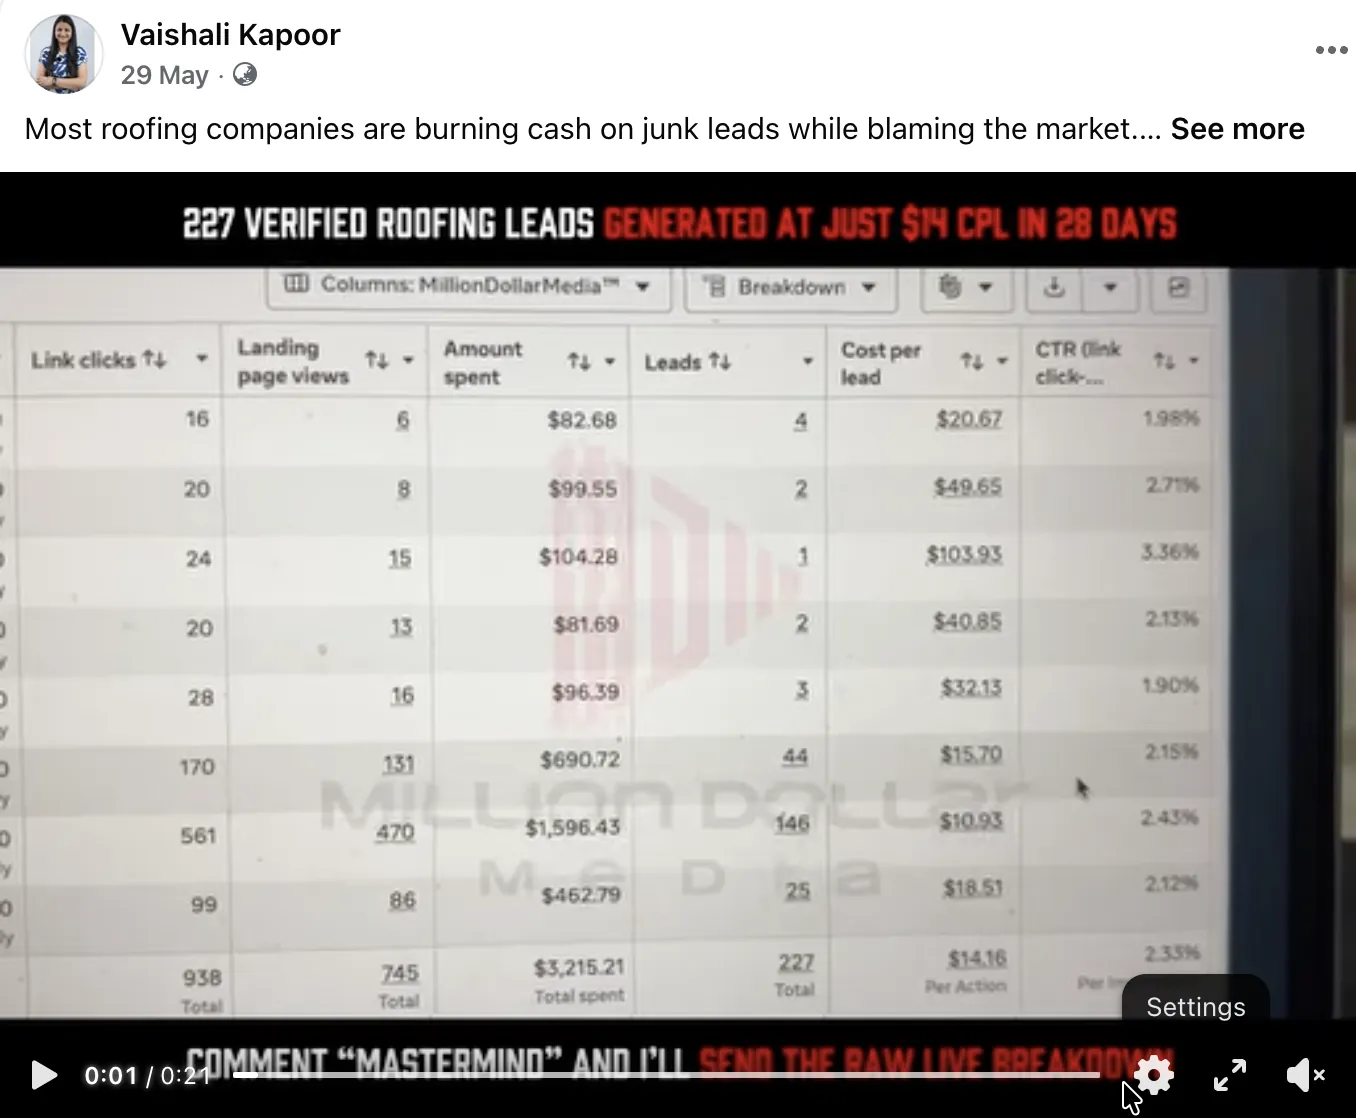 Vaishali Kapoor
29 May ·
Most roofing companies are burning cash on junk leads while blaming the market.... See more
227 VERIFIED ROOFING LEADS GENERATED AT JUST $14 CPL IN 28 DAYS
Columns: MillionDollarMedia™ Breakdown
Link clicks Landing page views Amount spent Leads Cost per lead CTR (link click-...
16 6 $82.68 4 $20.67 1.98%
20 8 $99.55 2 $49.65 2.71%
24 15 $104.28 1 $103.93 3.36%
20 13 $81.69 2 $40.85 2.13%
28 16 $96.39 3 $32.13 1.90%
170 131 $690.72 44 $15.70 2.15%
561 470 $1,596.43 146 $10.93 2.43%
99 86 $462.79 25 $18.51 2.12%
938 745 $3,215.21 227 $14.16 2.33%
Total Total Total spent Total Per Action Per
MILLION DOLLAR
MEDIA
Settings
COMMENT “MASTERMIND” AND I’LL SEND THE RAW LIVE BREAKDOWN
0:01 / 0:21